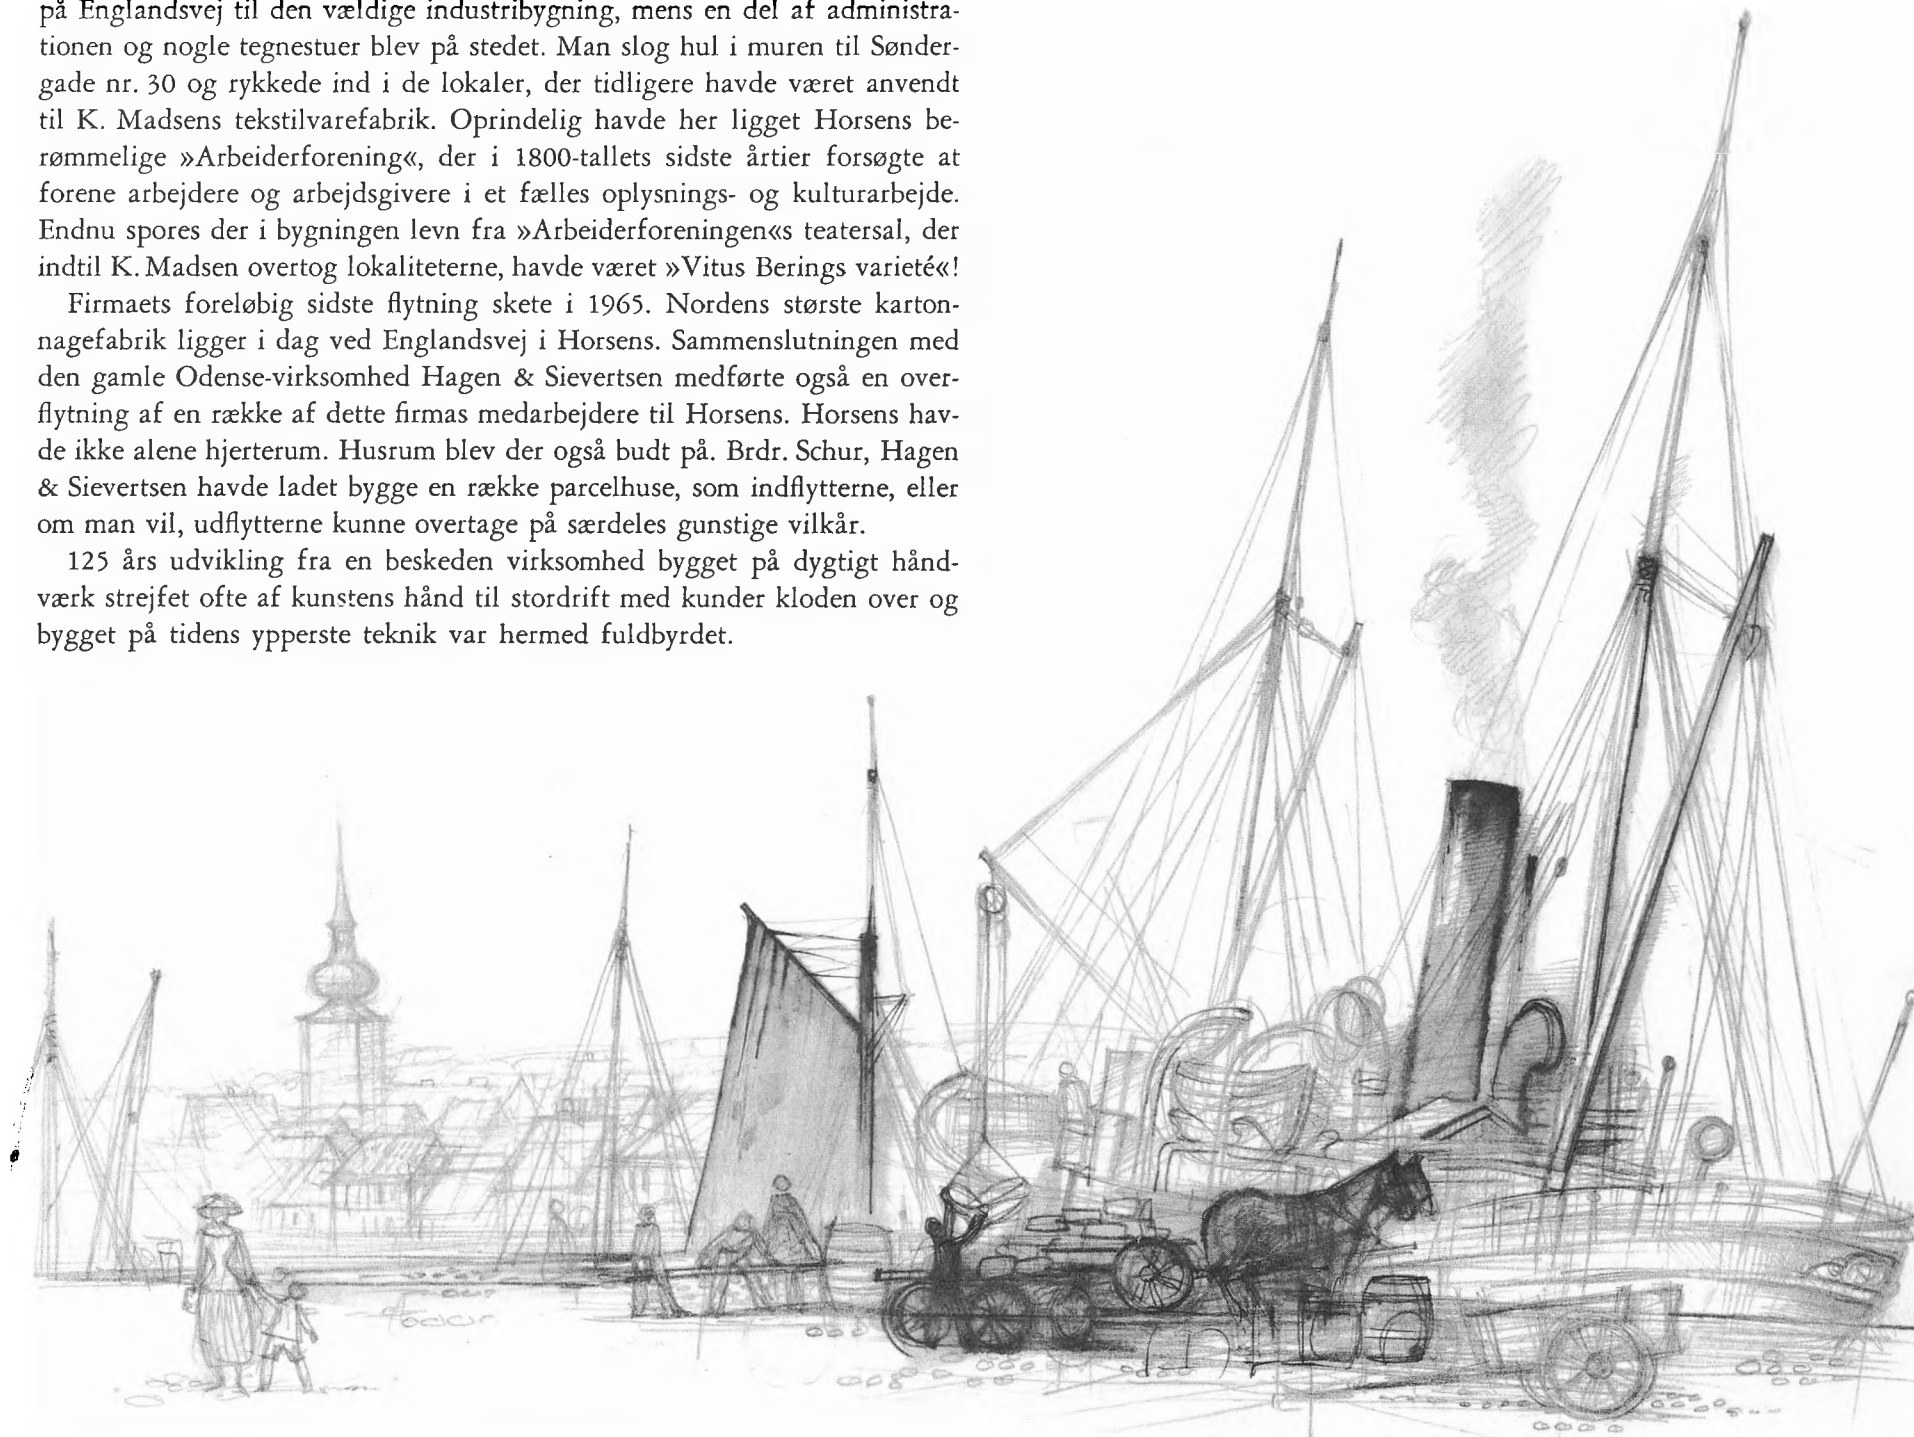 på Englandsvej til den vældige industribygning, mens en del af administra-
tionen og nogle tegnestuer blev på stedet. Man slog hul i muren til Sønder-
gade nr. 30 og rykkede ind i de lokaler, der tidligere havde været anvendt
til K. Madsens tekstilvarefabrik. Oprindelig havde her ligget Horsens be-
rømmelige »Arbeiderforening«, der i 1800-tallets sidste årtier forsøgte at
forene arbejdere og arbejdsgivere i et fælles oplysnings- og kulturarbejde.
Endnu spores der i bygningen levn fra »Arbeiderforeningen«s teatersal, der
indtil K. Madsen overtog lokaliteterne, havde været »Vitus Berings varieté«!
Firmaets foreløbig sidste flytning skete i 1965. Nordens største karton-
nagefabrik ligger i dag ved Englandsvej i Horsens. Sammenslutningen med
den gamle Odense-virksomhed Hagen & Sievertsen medførte også en over-
flytning af en række af dette firmas medarbejdere til Horsens. Horsens hav-
de ikke alene hjerterum. Husrum blev der også budt på. Brdr. Schur, Hagen
& Sievertsen havde ladet bygge en række parcelhuse, som indflytterne, eller
om man vil, udflytterne kunne overtage på særdeles gunstige vilkår.
125 års udvikling fra en beskeden virksomhed bygget på dygtigt hånd-
værk strejfet ofte af kunstens hånd til stordrift med kunder kloden over og
bygget på tidens ypperste teknik var hermed fuldbyrdet.